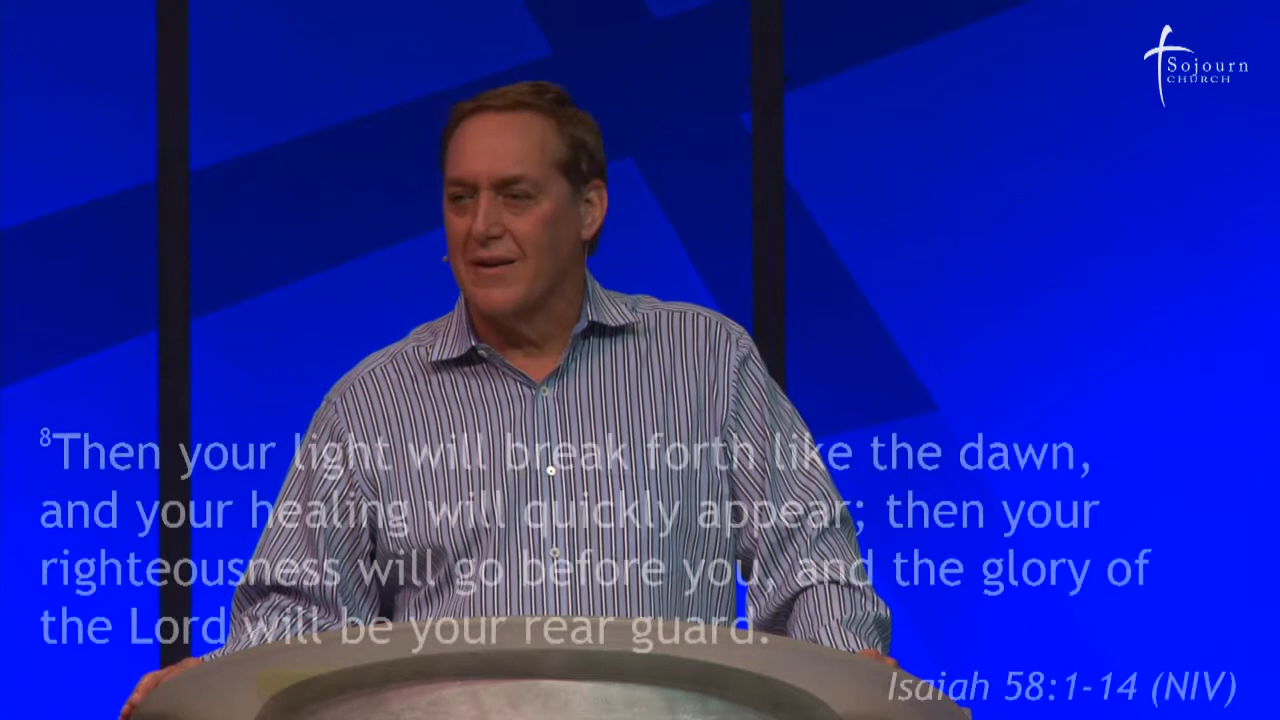 Sojourn
CHURCH
⁸Then your light will break forth like the dawn,
and your healing will quickly appear; then your
righteousness will go before you, and the glory of
the Lord will be your rear guard.
Isaiah 58:1-14 (NIV)